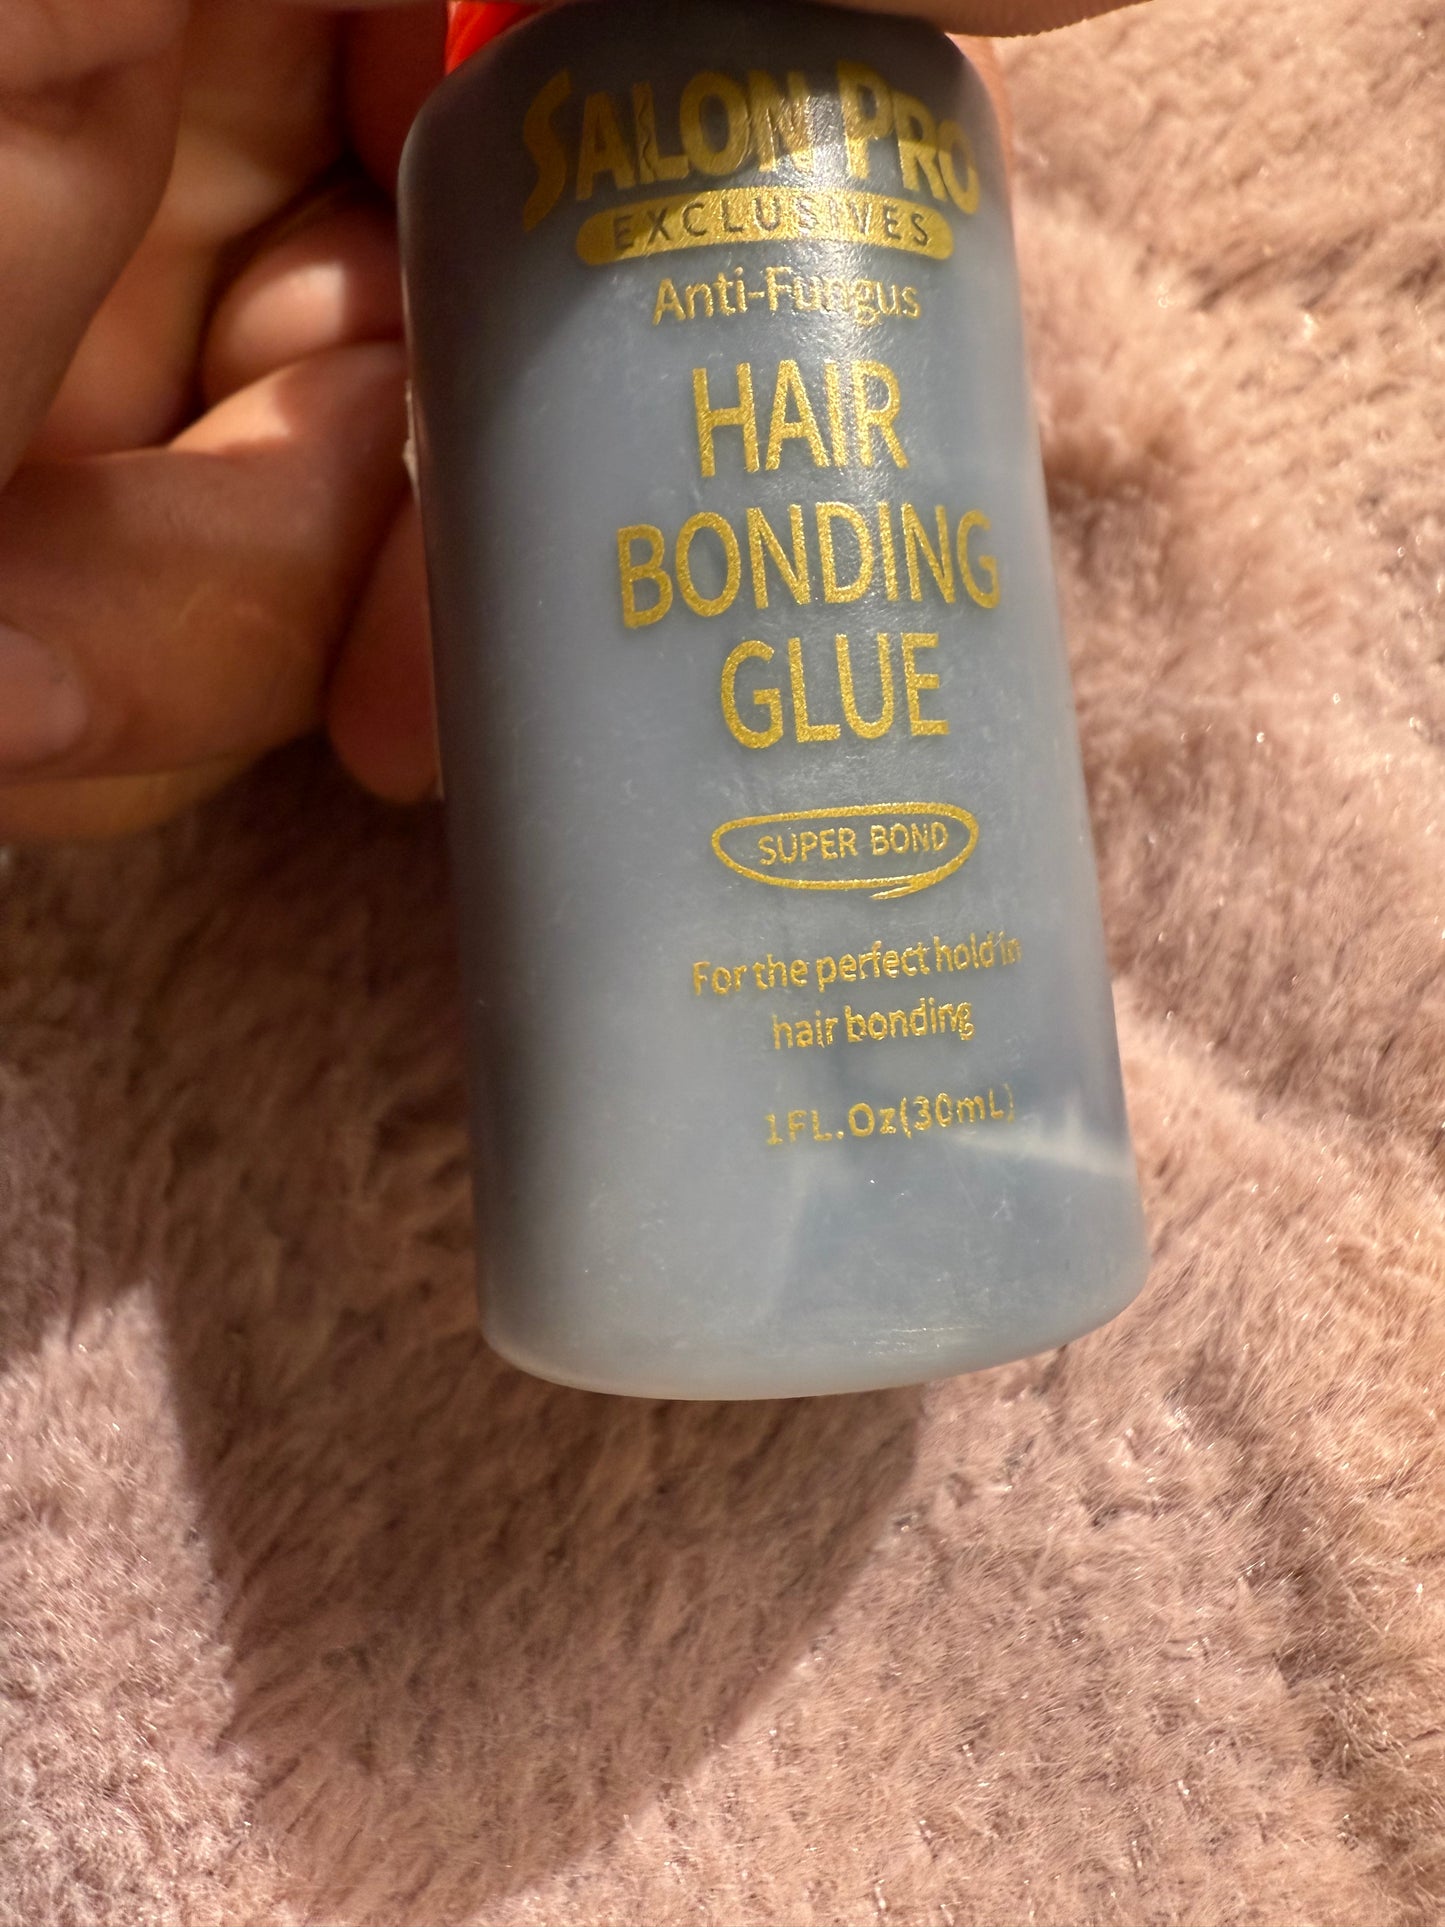 SALON PRO
EXCLUSIVES
Anti-Fungus
HAIR
BONDING
GLUE
SUPER BOND
For the perfect hold in
hair bonding
1FL.Oz(30mL)